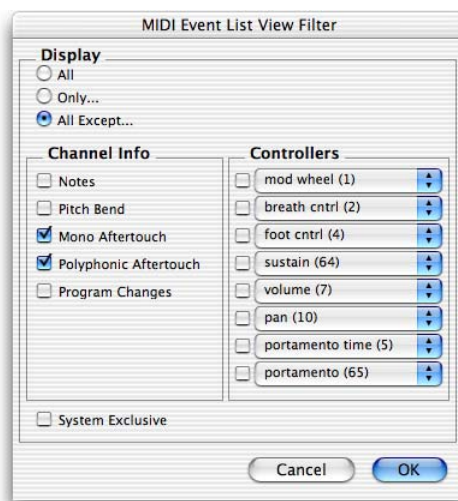 MIDI Event List View Filter
Display
All
Only...
All Except...
Channel Info
Notes
Pitch Bend
Mono Aftertouch
Polyphonic Aftertouch
Program Changes
Controllers
mod wheel (1)
breath cntrl (2)
foot cntrl (4)
sustain (64)
volume (7)
pan (10)
portamento time (5)
portamento (65)
System Exclusive
Cancel
OK